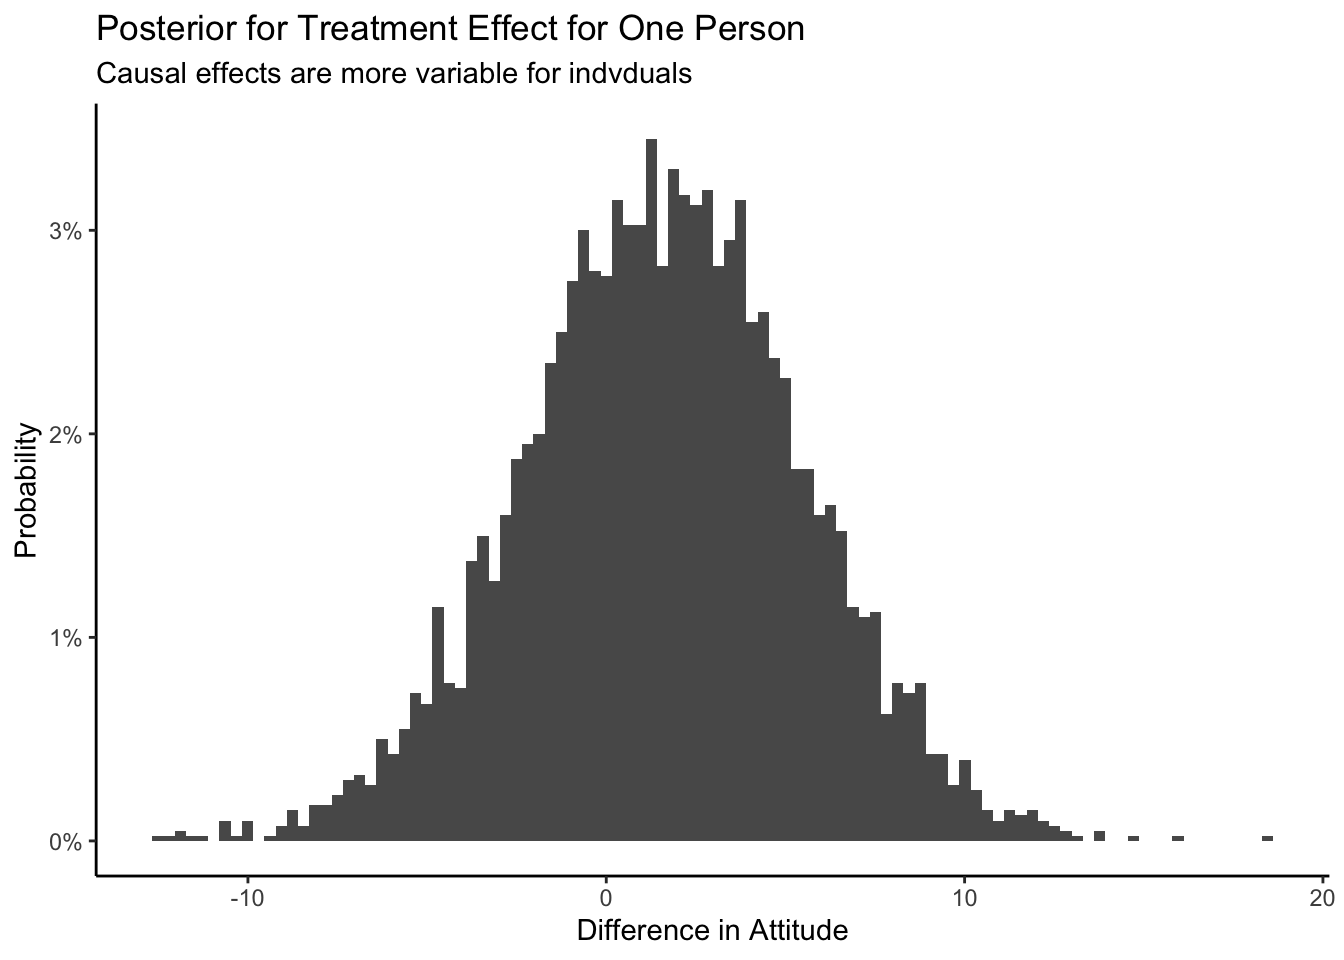 Posterior for Treatment Effect for One Person
Causal effects are more variable for indvduals
Probability
3%
2%
1%
0%
-10
0
10
20
Difference in Attitude